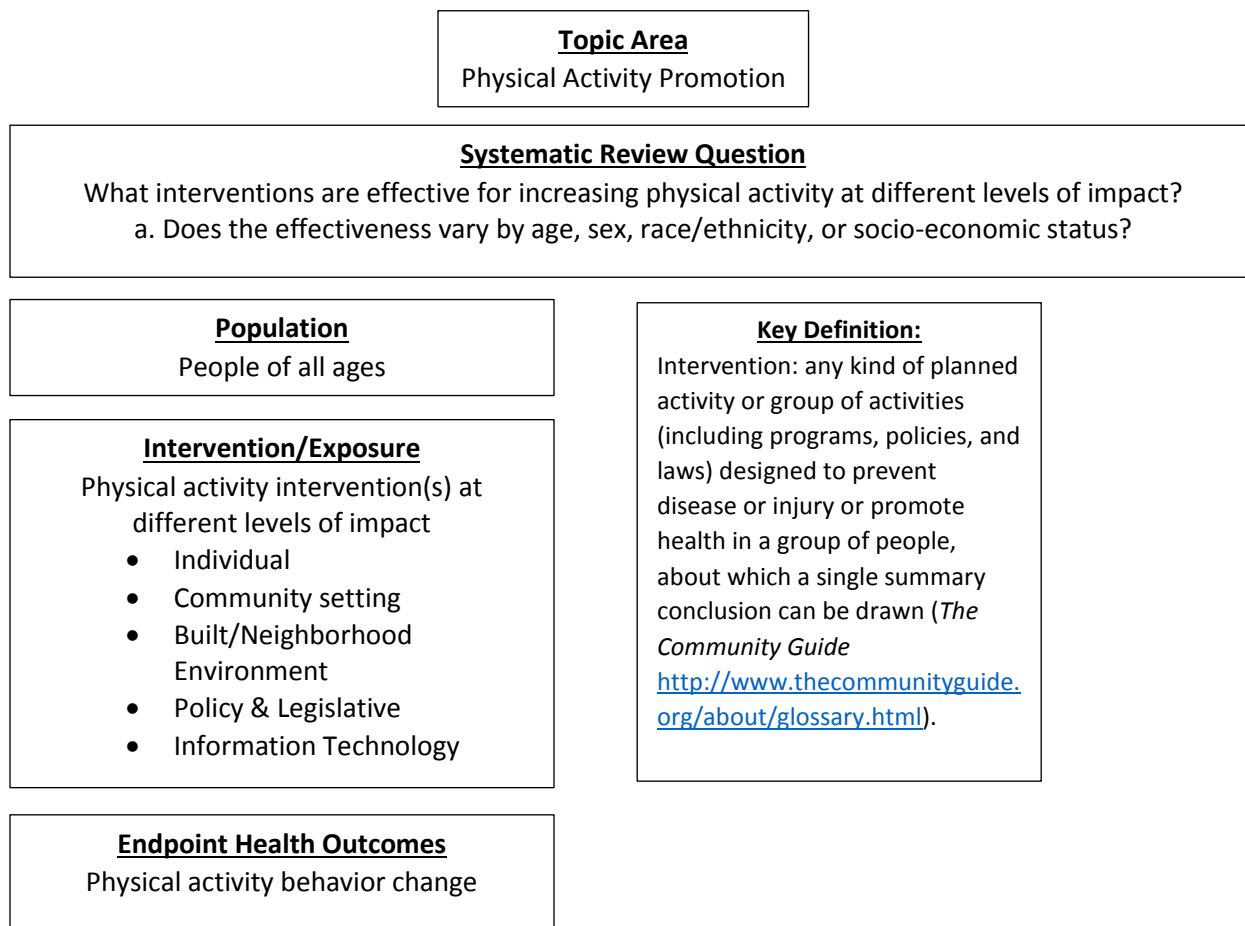 Topic Area
Physical Activity Promotion
Systematic Review Question
What interventions are effective for increasing physical activity at different levels of impact?
a. Does the effectiveness vary by age, sex, race/ethnicity, or socio-economic status?
Population
People of all ages
Intervention/Exposure
Physical activity intervention(s) at
different levels of impact
• Individual
• Community setting
• Built/Neighborhood
Environment
• Policy & Legislative
• Information Technology
Endpoint Health Outcomes
Physical activity behavior change
Key Definition:
Intervention: any kind of planned
activity or group of activities
(including programs, policies, and
laws) designed to prevent
disease or injury or promote
health in a group of people,
about which a single summary
conclusion can be drawn (The
Community Guide
http://www.thecommunityguide.
org/about/glossary.html).